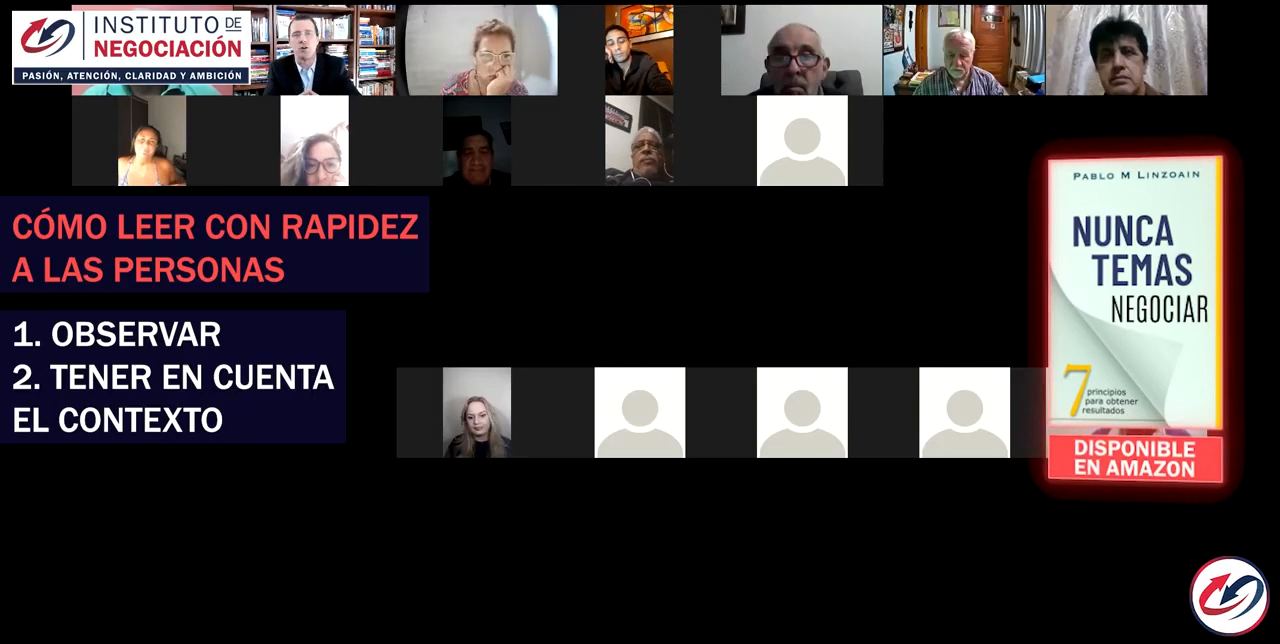 INSTITUTO DE
NEGOCIACIÓN
PASIÓN, ATENCIÓN, CLARIDAD Y AMBICIÓN
CÓMO LEER CON RAPIDEZ
A LAS PERSONAS
1. OBSERVAR
2. TENER EN CUENTA
EL CONTEXTO
PABLO M LINZOAIN
NUNCA
TEMAS
NEGOCIAR
7 principios
para obtener
resultados
DISPONIBLE
EN AMAZON